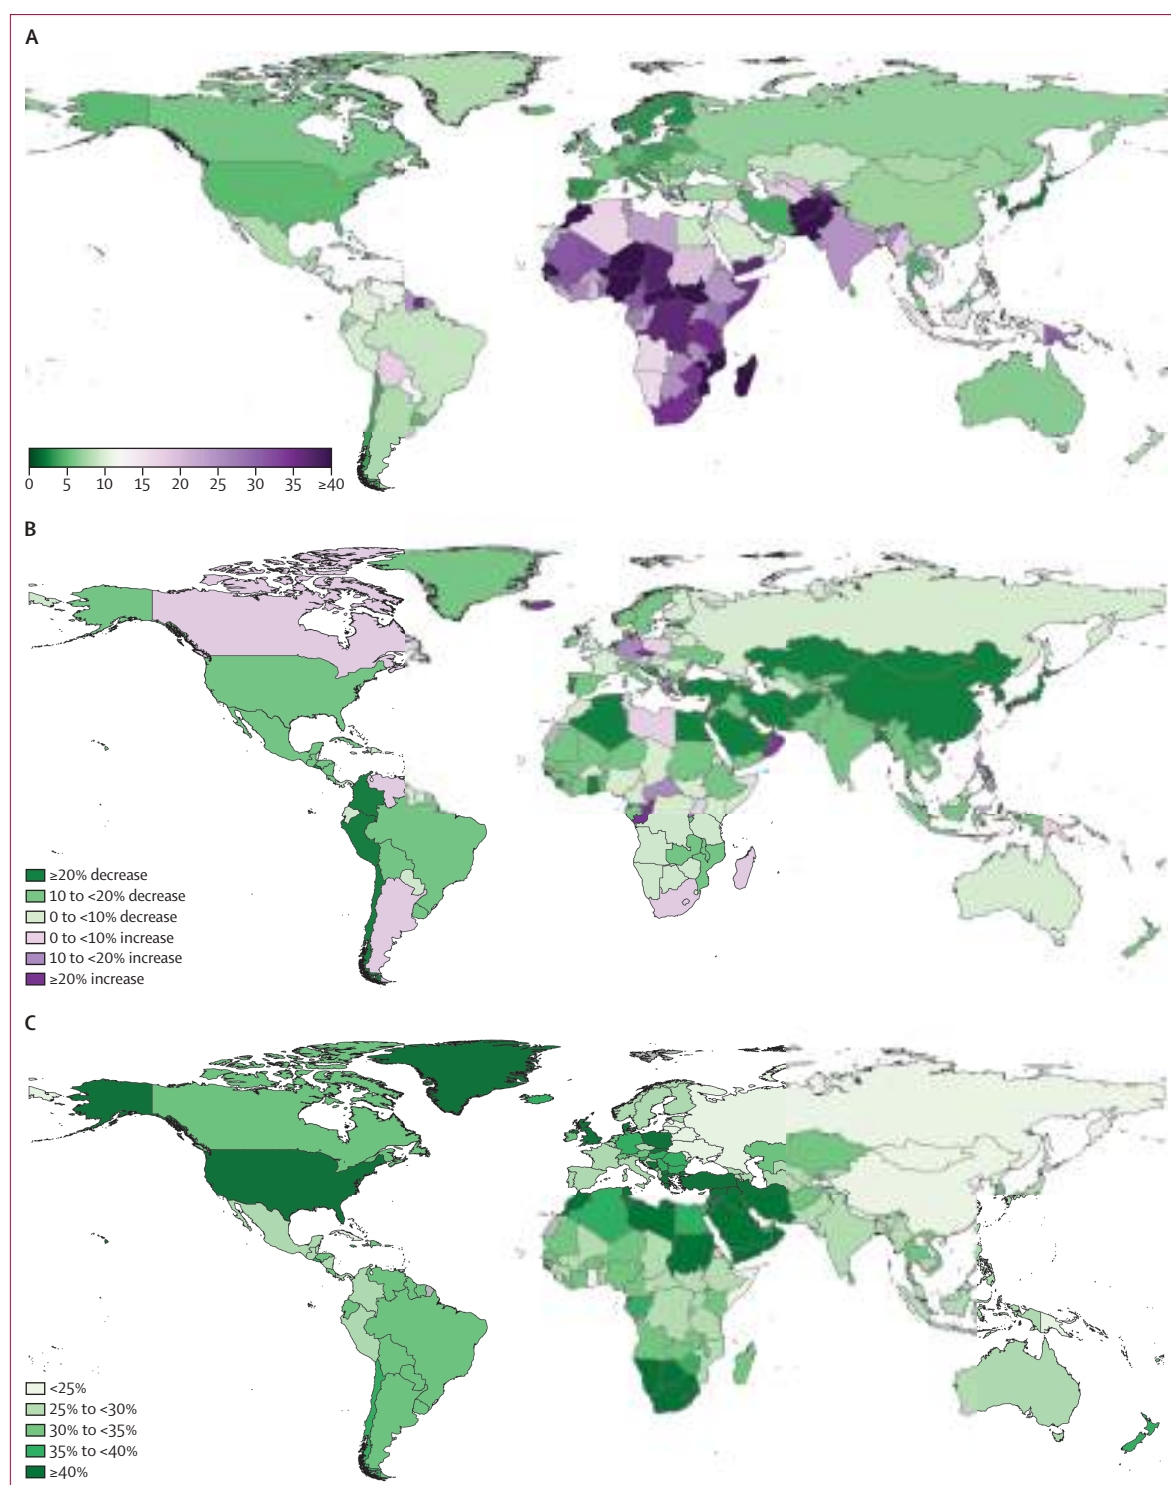 A
0 5 10 15 20 25 30 35 ≥40
B
≥20% decrease
10 to <20% decrease
0 to <10% decrease
0 to <10% increase
10 to <20% increase
≥20% increase
C
<25%
25% to <30%
30% to <35%
35% to <40%
≥40%